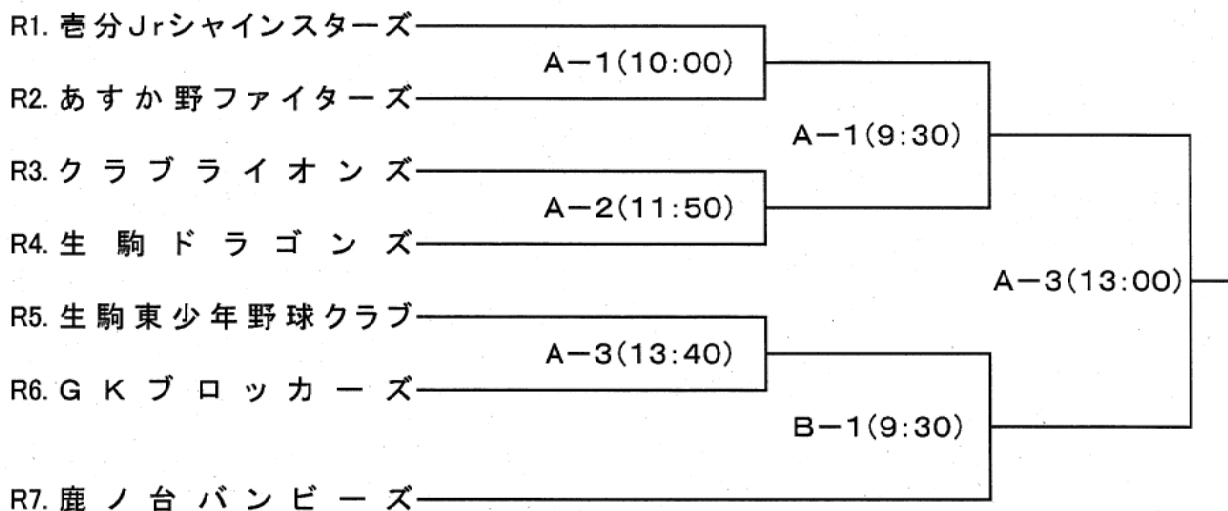 R1. 壱分Jrシャインスターズ
A－1(10:00)
R2. あすか野ファイターズ
A－1(9:30)
R3. クラブライオンズ
A－2(11:50)
R4. 生駒ドラゴンズ
A－3(13:00)
R5. 生駒東少年野球クラブ
A－3(13:40)
R6. GKブロッカーズ
B－1(9:30)
R7. 鹿ノ台バンビーズ